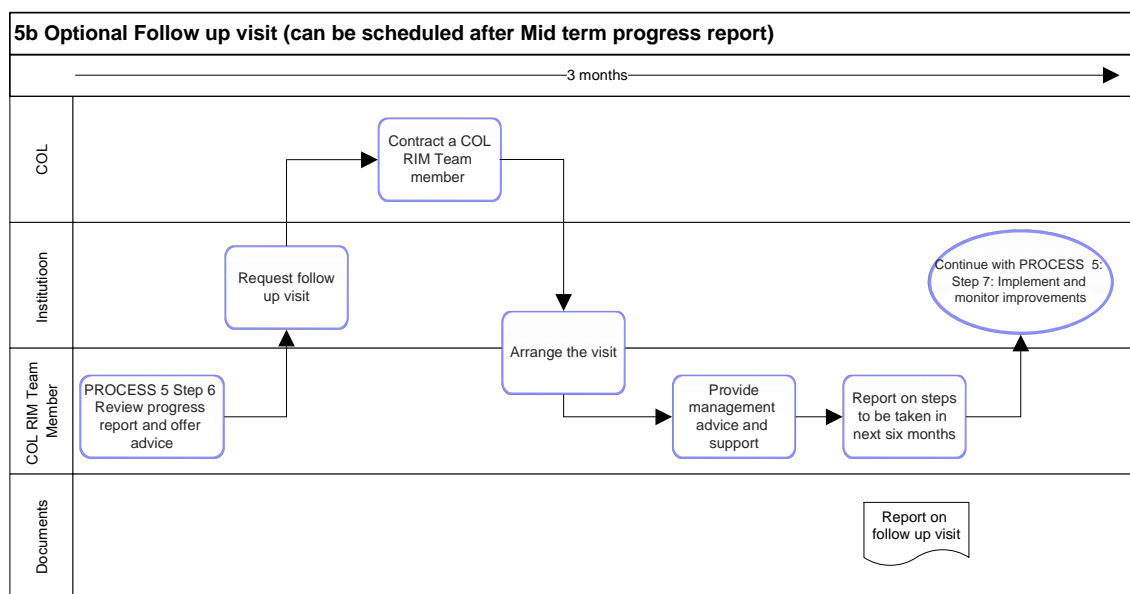 5b Optional Follow up visit (can be scheduled after Mid term progress report)
3 months
COL
Contract a COL
RIM Team
member
Institutioon
Request follow
up visit
Continue with PROCESS 5:
Step 7: Implement and
monitor improvements
Arrange the visit
COL RIM Team
Member
PROCESS 5 Step 6
Review progress
report and offer
advice
Provide
management
advice and
support
Report on steps
to be taken in
next six months
Documents
Report on
follow up visit